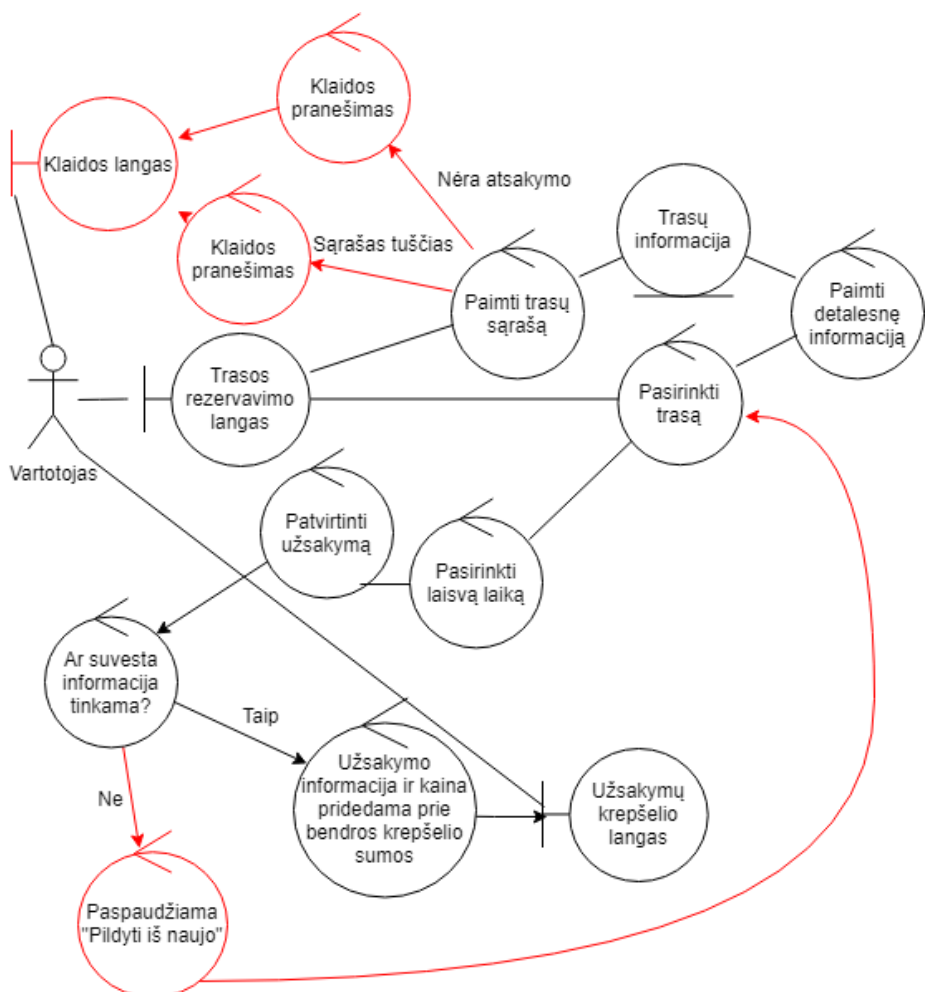 Klaidos
pranešimas
Klaidos langas
Nėra atsakymo
Klaidos
pranešimas
Sąrašas tuščias
Trasų
informacija
Paimti trasų
sąrašą
Paimti
detalesnę
informaciją
Trasos
rezervavimo
langas
Pasirinkti
trasą
Vartotojas
Patvirtinti
užsakymą
Pasirinkti
laisvą laiką
Ar suvesta
informacija
tinkama?
Taip
Ne
Užsakymo
informacija ir kaina
pridedama prie
bendros krepšelio
sumos
Užsakymų
krepšelio
langas
Paspaudžiama
"Pildyti iš naujo"